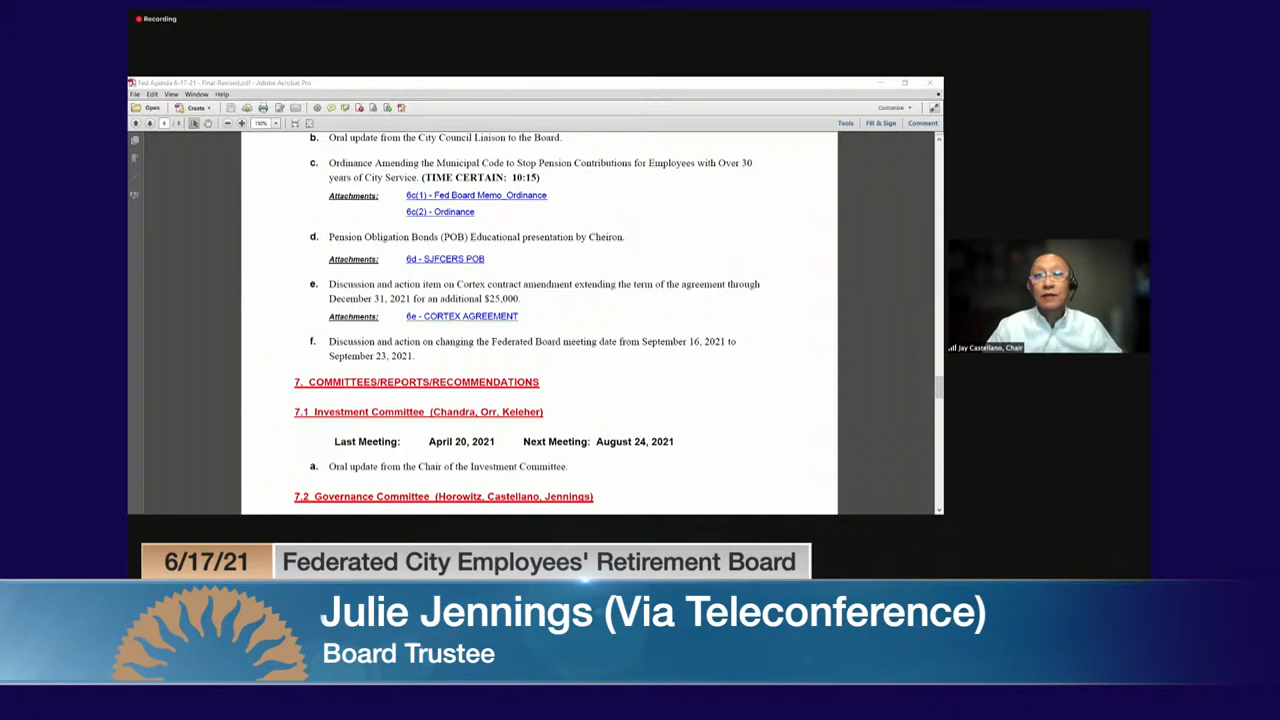 Recording
Fed Agenda 6-17-21 - Final-Revised.pdf - Adobe Acrobat Pro
File Edit View Window Help
Open Create Customize
8 / 8 150% Tools Fill & Sign Comment
b. Oral update from the City Council Liaison to the Board.
c. Ordinance Amending the Municipal Code to Stop Pension Contributions for Employees with Over 30
years of City Service. (TIME CERTAIN: 10:15)
Attachments: 6c(1) - Fed Board Memo_Ordinance
6c(2) - Ordinance
d. Pension Obligation Bonds (POB) Educational presentation by Cheiron.
Attachments: 6d - SJFCERS POB
e. Discussion and action item on Cortex contract amendment extending the term of the agreement through
December 31, 2021 for an additional $25,000.
Attachments: 6e - CORTEX AGREEMENT
f. Discussion and action on changing the Federated Board meeting date from September 16, 2021 to
September 23, 2021.
7. COMMITTEES/REPORTS/RECOMMENDATIONS
7.1 Investment Committee (Chandra, Orr, Keleher)
Last Meeting: April 20, 2021 Next Meeting: August 24, 2021
a. Oral update from the Chair of the Investment Committee.
7.2 Governance Committee (Horowitz, Castellano, Jennings)
Jay Castellano, Chair
6/17/21 Federated City Employees' Retirement Board
Julie Jennings (Via Teleconference)
Board Trustee